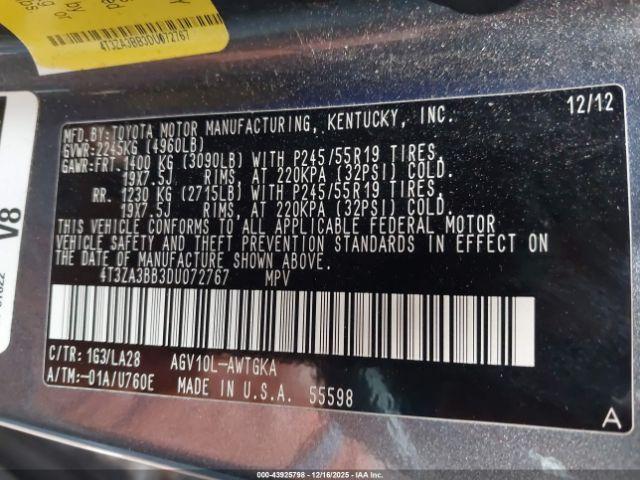 4T3ZA3BB3DU072767
12/12
MFD.BY:TOYOTA MOTOR MANUFACTURING, KENTUCKY, INC.
GVWR:2245KG (4960LB)
GAWR:FRT.1400 KG (3090LB) WITH P245/55R19 TIRES,
19X7.5J RIMS, AT 220KPA (32PSI) COLD.
RR. 1230 KG (2715LB) WITH P245/55R19 TIRES,
19X7.5J RIMS, AT 220KPA (32PSI) COLD.
THIS VEHICLE CONFORMS TO ALL APPLICABLE FEDERAL MOTOR
VEHICLE SAFETY AND THEFT PREVENTION STANDARDS IN EFFECT ON
THE DATE OF MANUFACTURE SHOWN ABOVE.
4T3ZA3BB3DU072767 MPV
C/TR: 1G3/LA28 AGV10L-AWTGKA
A/TM:-01A/U760E MADE IN U.S.A. 55598
A
V8
by
or
© 43925798 - 12/16/2025 - IAA Inc.